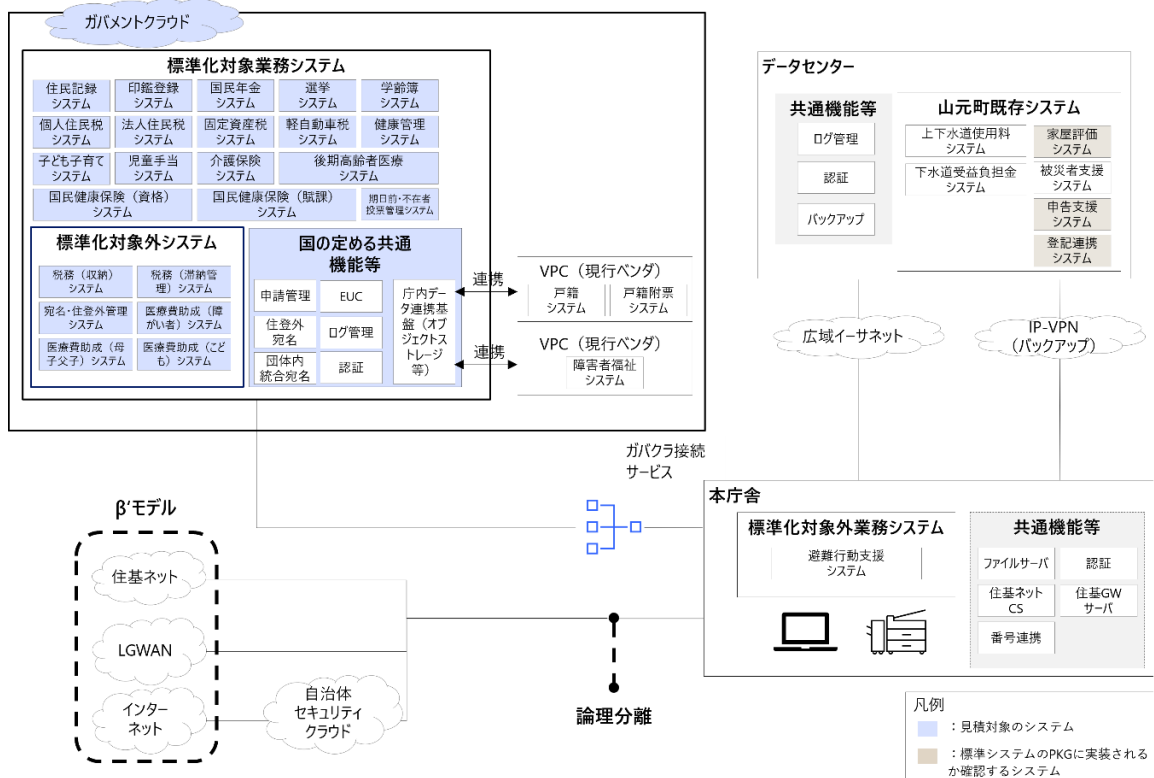 ガバメントクラウド
標準化対象業務システム
住民記録
システム
印鑑登録
システム
国民年金
システム
選挙
システム
学齢簿
システム
個人住民税
システム
法人住民税
システム
固定資産税
システム
軽自動車税
システム
健康管理
システム
子ども子育て
システム
児童手当
システム
介護保険
システム
後期高齢者医療
システム
国民健康保険（資格）
システム
国民健康保険（賦課）
システム
期日前・不在者
投票管理システム
標準化対象外システム
税務（収納）
システム
税務（滞納管
理）システム
宛名・住登外管理
システム
医療費助成（障
がい者）システム
医療費助成（母
子父子）システム
医療費助成（こど
も）システム
国の定める共通
機能等
申請管理
EUC
住登外
宛名
ログ管理
団体内
統合宛名
認証
庁内デー
タ連携基
盤（オブ
ジェクトス
トレージ
等）
連携
連携
VPC（現行ベンダ）
戸籍
システム
戸籍附票
システム
VPC（現行ベンダ）
障害者福祉
システム
データセンター
共通機能等
ログ管理
認証
バックアップ
山元町既存システム
上下水道使用料
システム
家屋評価
システム
下水道受益負担金
システム
被災者支援
システム
申告支援
システム
登記連携
システム
広域イーサネット
IP-VPN
（バックアップ）
ガバクラ接続
サービス
本庁舎
標準化対象外業務システム
避難行動支援
システム
共通機能等
ファイルサーバ
認証
住基ネット
CS
住基GW
サーバ
番号連携
β‘モデル
住基ネット
LGWAN
インター
ネット
自治体
セキュリティ
クラウド
論理分離
凡例
：見積対象のシステム
：標準システムのPKGに実装される
か確認するシステム